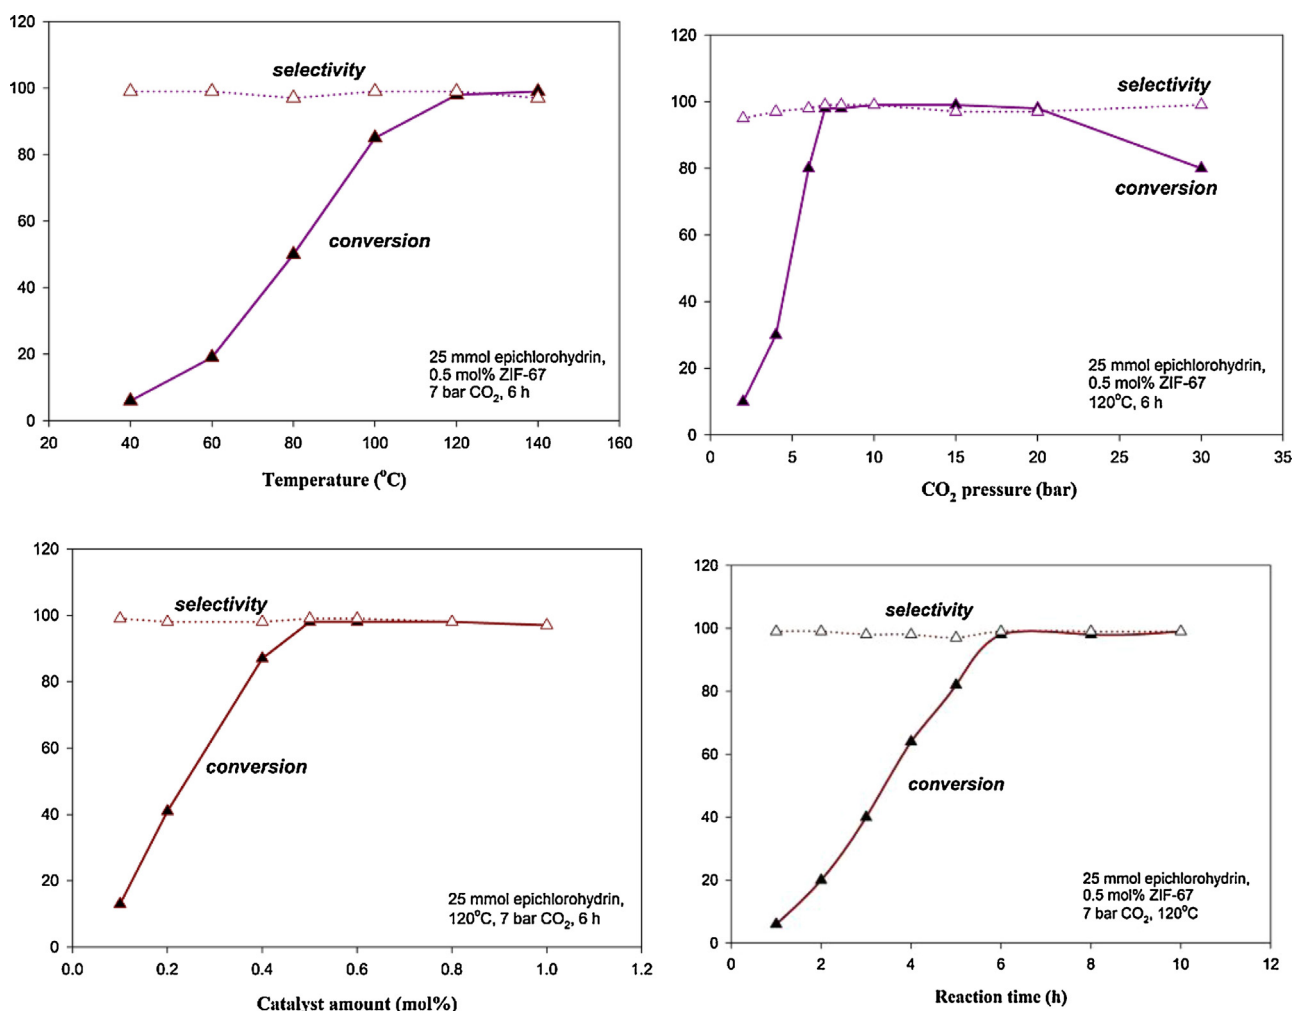 120
100
80
60
40
20
0
selectivity
conversion
25 mmol epichlorohydrin,
0.5 mol% ZIF-67
7 bar CO₂, 6 h
20 40 60 80 100 120 140 160
Temperature (°C)
120
100
80
60
40
20
0
selectivity
conversion
25 mmol epichlorohydrin,
0.5 mol% ZIF-67
120°C, 6 h
0 5 10 15 20 25 30 35
CO₂ pressure (bar)
120
100
80
60
40
20
0
selectivity
conversion
25 mmol epichlorohydrin,
120°C, 7 bar CO₂, 6 h
0.0 0.2 0.4 0.6 0.8 1.0 1.2
Catalyst amount (mol%)
120
100
80
60
40
20
0
selectivity
conversion
25 mmol epichlorohydrin,
0.5 mol% ZIF-67
7 bar CO₂, 120°C
0 2 4 6 8 10 12
Reaction time (h)